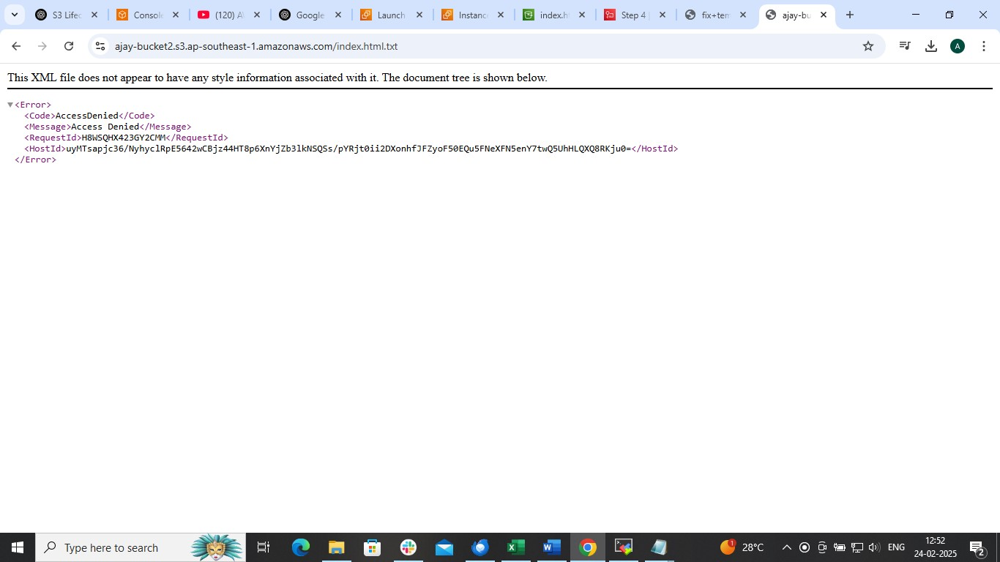 S3 Lifec
Console
(120) A
Google
Launch
Instanc
index.h
Step 4
fix+tem
ajay-bu
ajay-bucket2.s3.ap-southeast-1.amazonaws.com/index.html.txt
A
This XML file does not appear to have any style information associated with it. The document tree is shown below.
<Error>
<Code>AccessDenied</Code>
<Message>Access Denied</Message>
<RequestId>H8WSQHX423GY2CMM</RequestId>
<HostId>uyMTsapjc36/NyhyclRpE5642wCBjz44HT8p6XnYjZb3lkNSQSs/pYRjt0ii2DXonhfJFZyoF50EQu5FNeXFN5enY7twQ5UhHLQXQ8RKju0=</HostId>
</Error>
Type here to search
1
28°C
ENG
12:52
24-02-2025
2